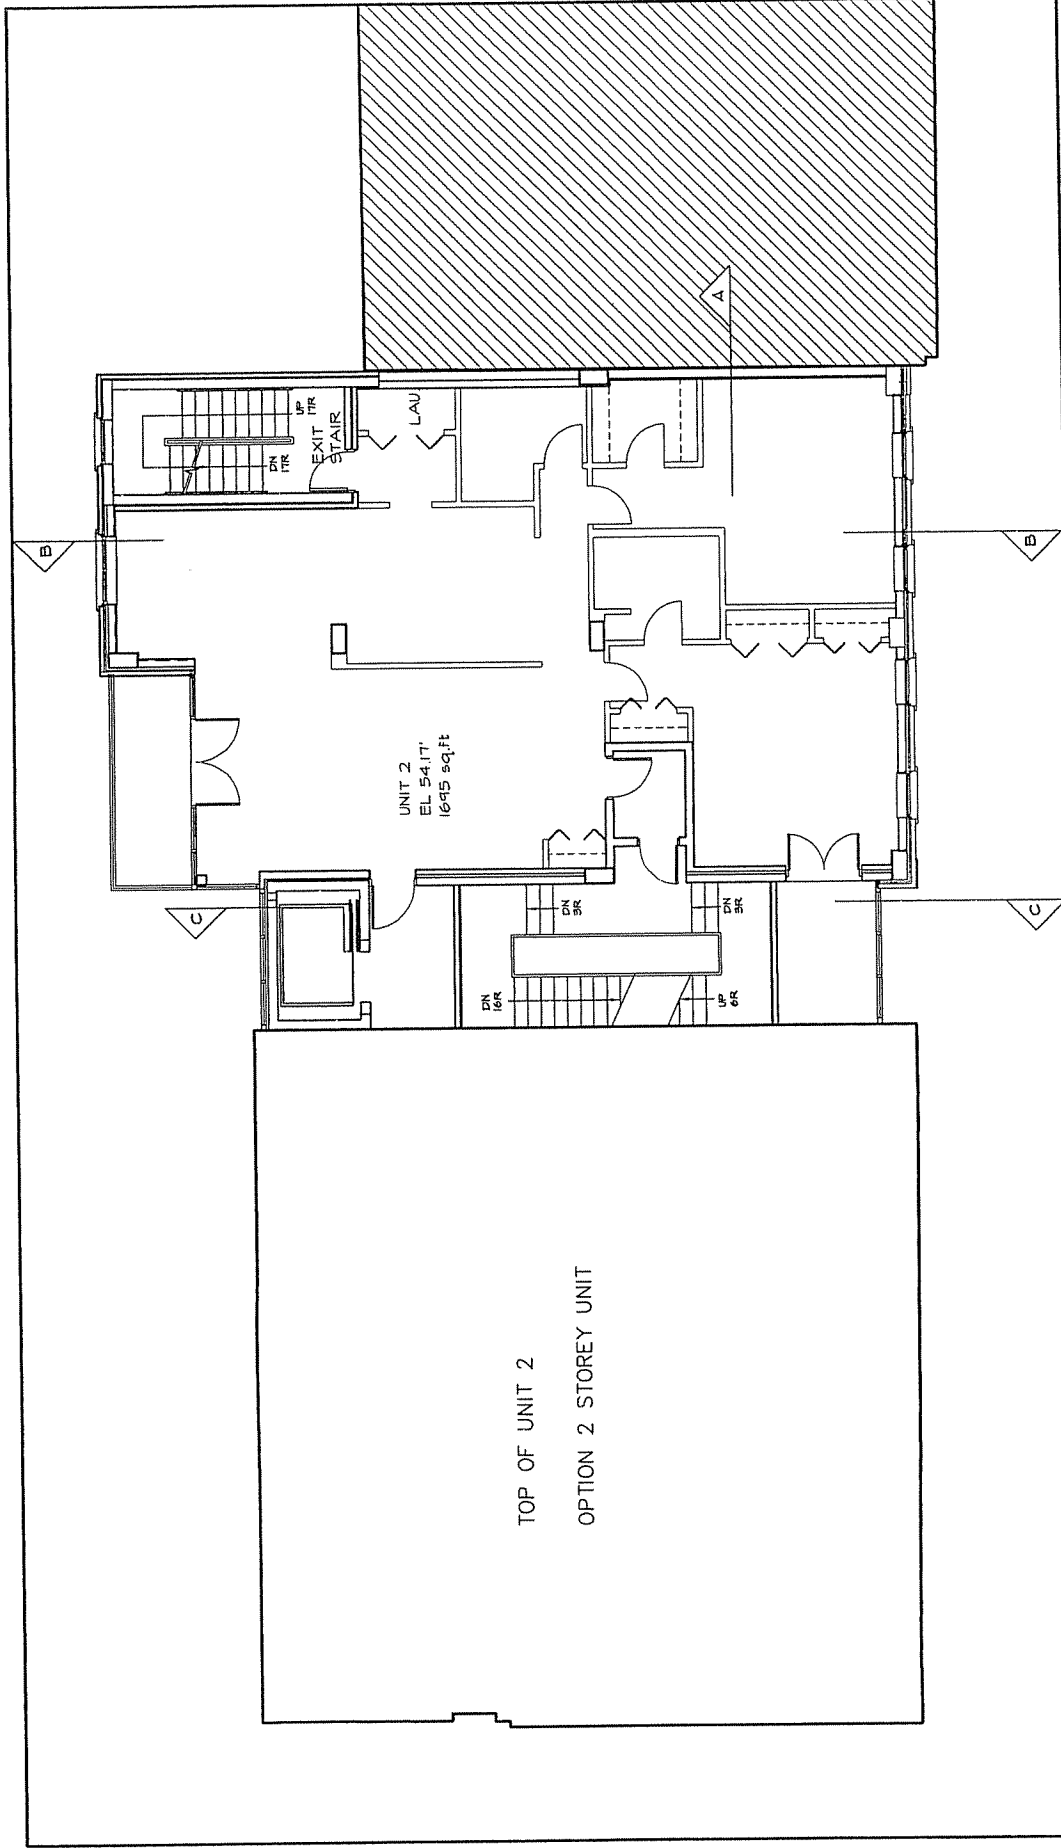 B
UP
17R
DN
17R
EXIT
STAIR
LAU
A
UNIT 2
EL 54.17'
1695 sq.ft
B
C
DN
3R
DN
3R
C
DN
16R
UP
6R
TOP OF UNIT 2
OPTION 2 STOREY UNIT